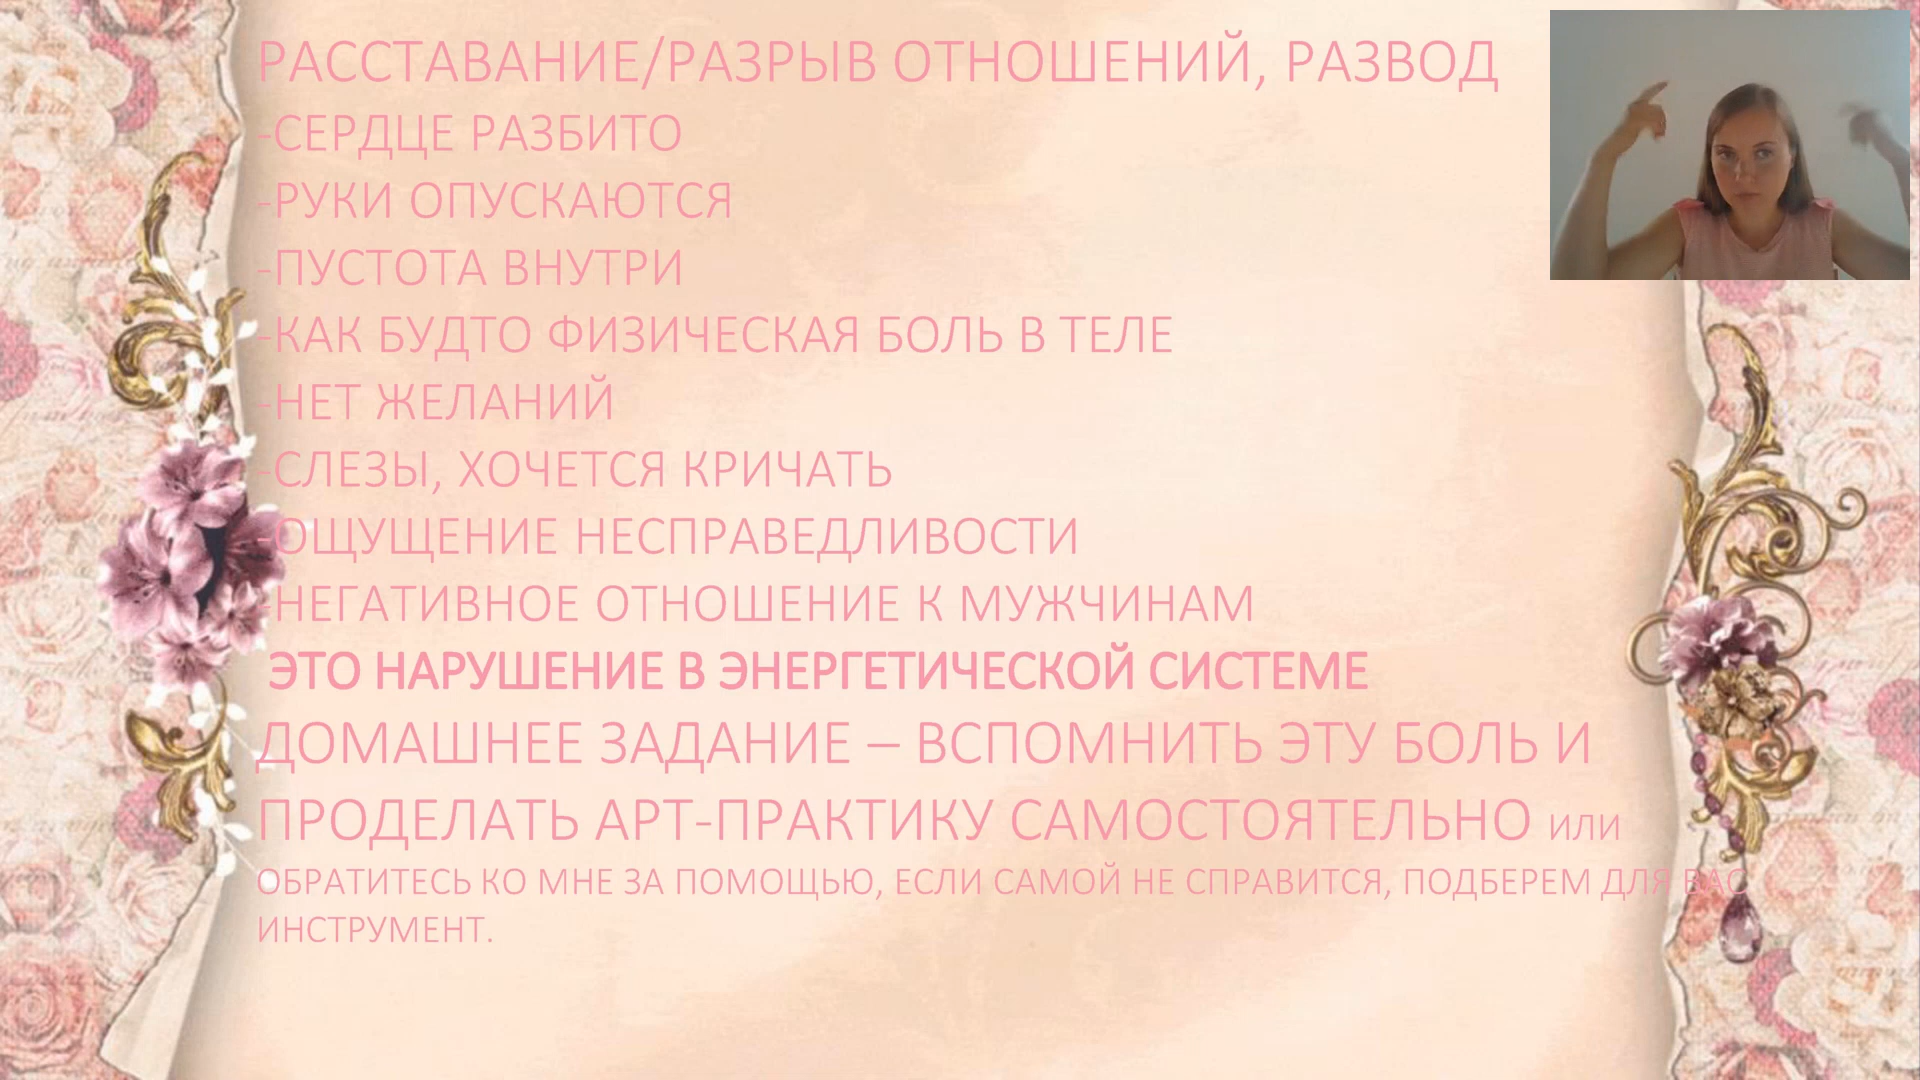 РАССТАВАНИЕ/РАЗРЫВ ОТНОШЕНИЙ, РАЗВОД
-СЕРДЦЕ РАЗБИТО
-РУКИ ОПУСКАЮТСЯ
-ПУСТОТА ВНУТРИ
-КАК БУДТО ФИЗИЧЕСКАЯ БОЛЬ В ТЕЛЕ
-НЕТ ЖЕЛАНИЙ
-СЛЕЗЫ, ХОЧЕТСЯ КРИЧАТЬ
-ОЩУЩЕНИЕ НЕСПРАВЕДЛИВОСТИ
-НЕГАТИВНОЕ ОТНОШЕНИЕ К МУЖЧИНАМ
ЭТО НАРУШЕНИЕ В ЭНЕРГЕТИЧЕСКОЙ СИСТЕМЕ
ДОМАШНЕЕ ЗАДАНИЕ – ВСПОМНИТЬ ЭТУ БОЛЬ И
ПРОДЕЛАТЬ АРТ-ПРАКТИКУ САМОСТОЯТЕЛЬНО ИЛИ
ОБРАТИТЕСЬ КО МНЕ ЗА ПОМОЩЬЮ, ЕСЛИ САМОЙ НЕ СПРАВИТСЯ, ПОДБЕРЕМ ДЛЯ ВАС
ИНСТРУМЕНТ.